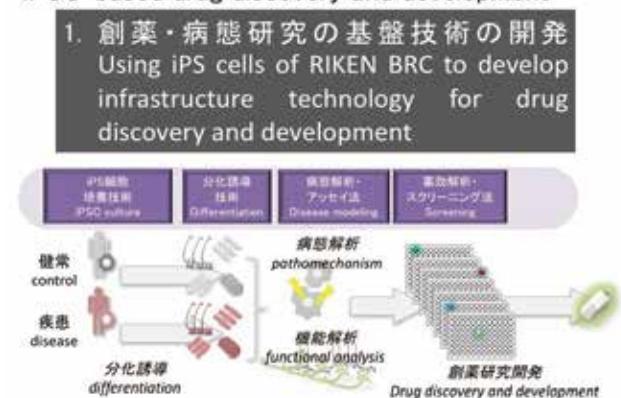 1. 創薬・病態研究の基盤技術の開発
Using iPS cells of RIKEN BRC to develop
infrastructure technology for drug
discovery and development
iPS細胞
培養技術
iPSC culture
分化誘導
技術
Differentiation
病態解析・
アッセイ法
Disease modeling
薬効解析・
スクリーニング法
Screening
健常
control
疾患
disease
分化誘導
differentiation
病態解析
pathomechanism
機能解析
functional analysis
創薬研究開発
Drug discovery and development